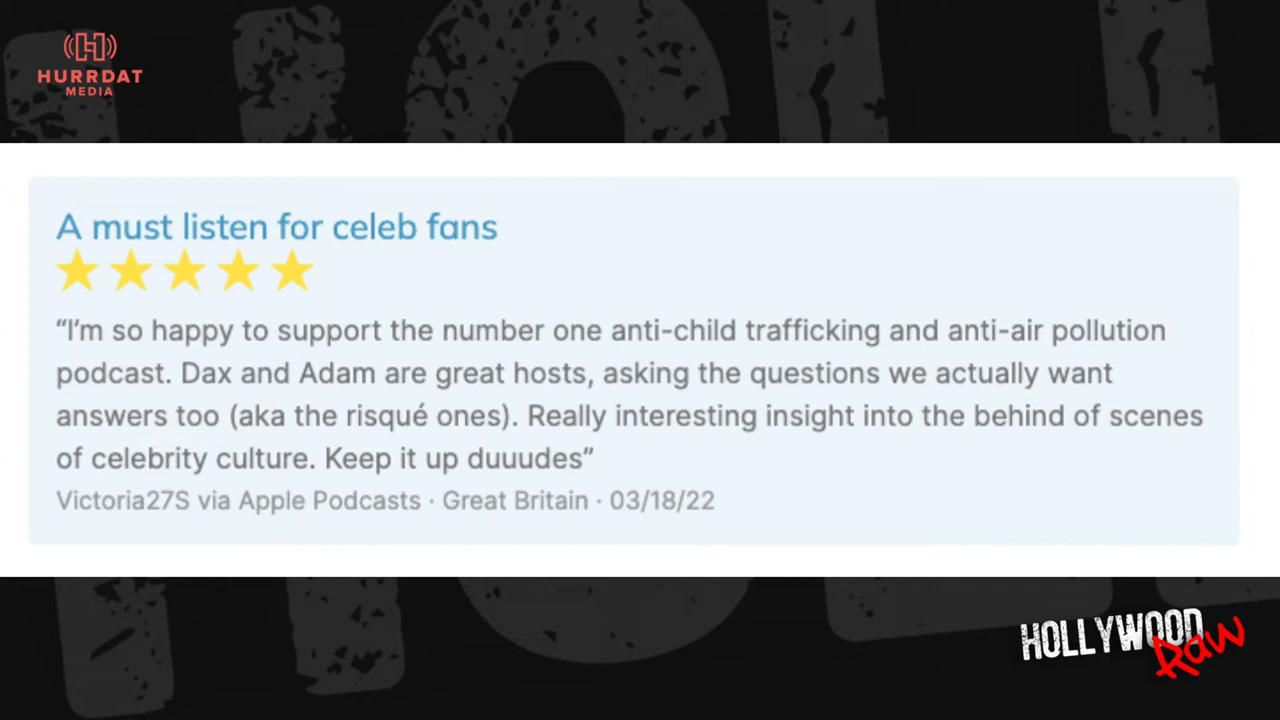 HURRDAT
MEDIA
A must listen for celeb fans
“I’m so happy to support the number one anti-child trafficking and anti-air pollution
podcast. Dax and Adam are great hosts, asking the questions we actually want
answers too (aka the risqué ones). Really interesting insight into the behind of scenes
of celebrity culture. Keep it up duuudes”
Victoria27S via Apple Podcasts · Great Britain · 03/18/22
HOLLYWOOD
Raw